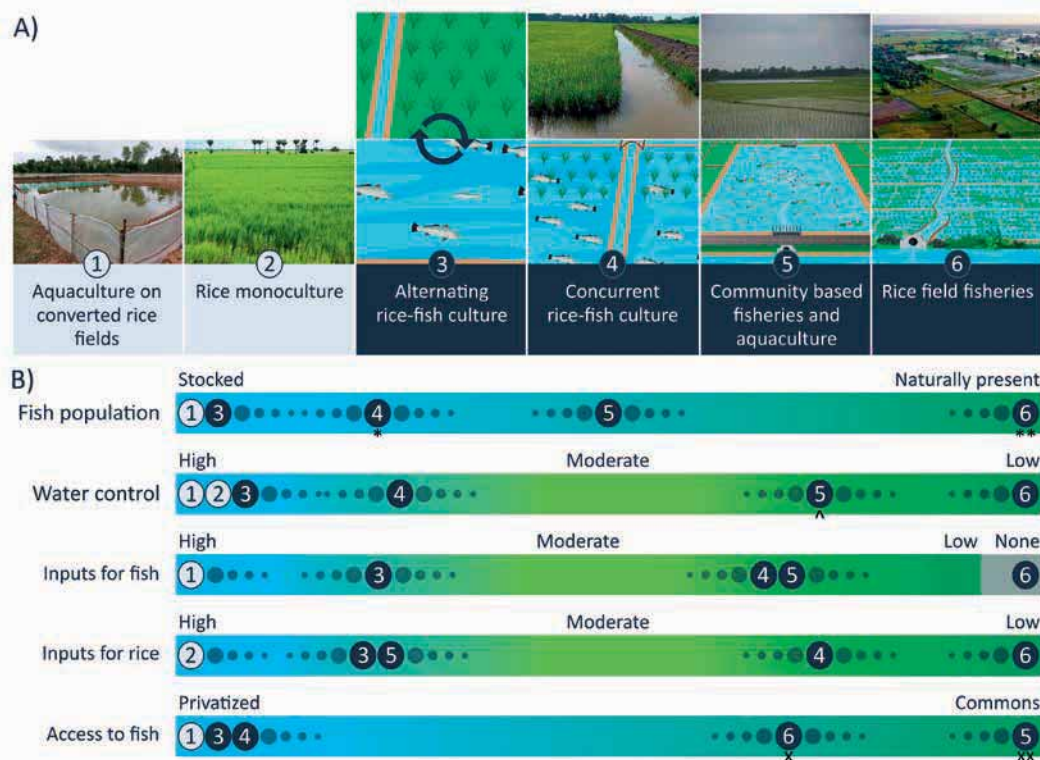 A)
1
2
3
4
5
6
Aquaculture on
converted rice
fields
Rice monoculture
Alternating
rice-fish culture
Concurrent
rice-fish culture
Community based
fisheries and
aquaculture
Rice field fisheries
B)
Stocked Naturally present
Fish population 1 3 4 5 6
* **
High Moderate Low
Water control 1 2 3 4 5 6
^
High Moderate Low None
Inputs for fish 1 3 4 5 6
High Moderate Low
Inputs for rice 2 3 5 4 6
Privatized Commons
Access to fish 1 3 4 6 5
x xx